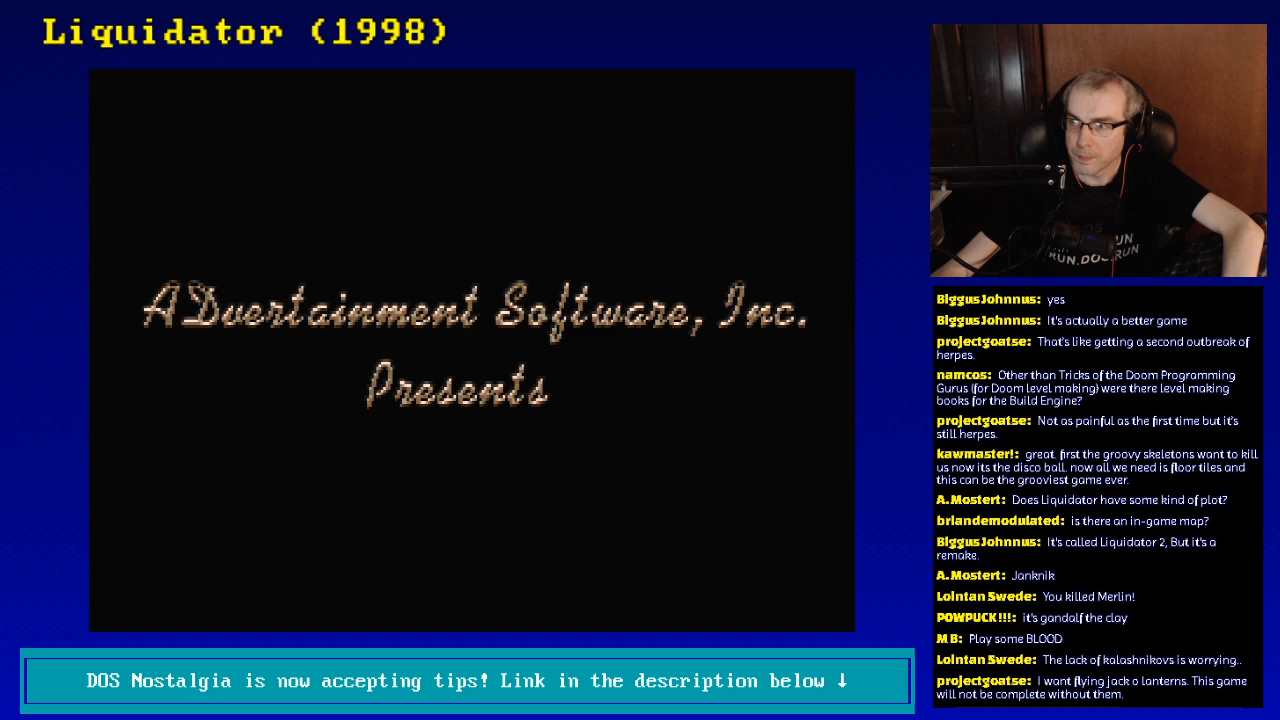 Liquidator (1998)
ADvertainment Software, Inc.
Presents
DOS Nostalgia is now accepting tips! Link in the description below ↓
RUN
RUN.DOS.RUN
BiggusJohnnus: yes
BiggusJohnnus: It's actually a better game
projectgoatse: That's like getting a second outbreak of
herpes.
namcos: Other than Tricks of the Doom Programming
Gurus (for Doom level making) were there level making
books for the Build Engine?
projectgoatse: Not as painful as the first time but it's
still herpes.
kawmaster!: great. first the groovy skeletons want to kill
us now its the disco ball. now all we need is floor tiles and
this can be the grooviest game ever.
A. Mostert: Does Liquidator have some kind of plot?
briandemodulated: is there an in-game map?
BiggusJohnnus: It's called Liquidator 2, But it's a
remake.
A. Mostert: Janknik
Lointan Swede: You killed Merlin!
POWPUCK!!!: it's gandalf the clay
M B: Play some BLOOD
Lointan Swede: The lack of kalashnikovs is worrying..
projectgoatse: I want flying jack o lanterns. This game
will not be complete without them.